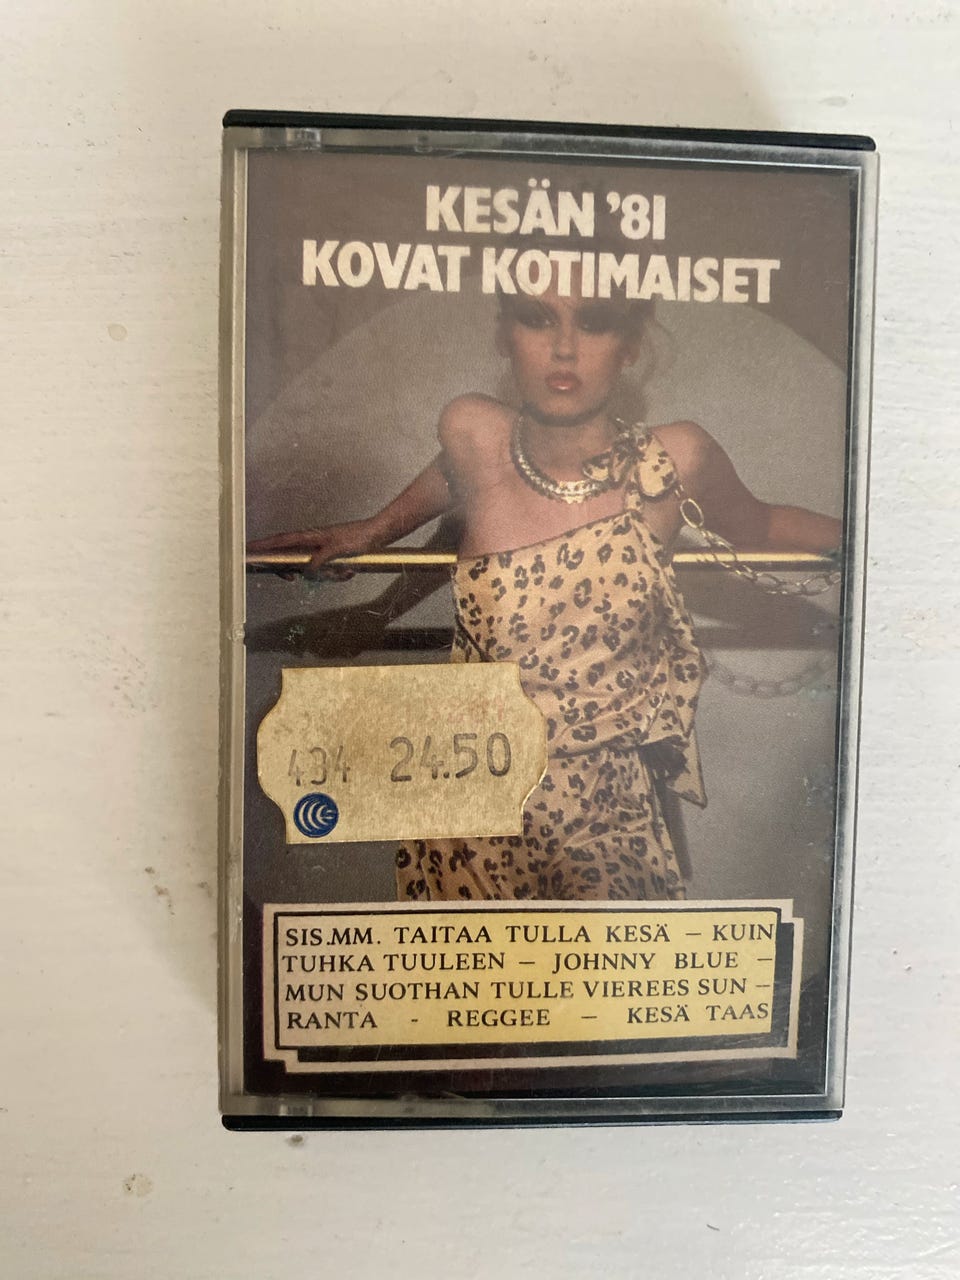 KESÄN '81
KOVAT KOTIMAISET
434 24.50
SIS.MM. TAITAA TULLA KESÄ – KUIN
TUHKA TUULEEN – JOHNNY BLUE –
MUN SUOTHAN TULLE VIEREES SUN –
RANTA - REGGEE – KESÄ TAAS